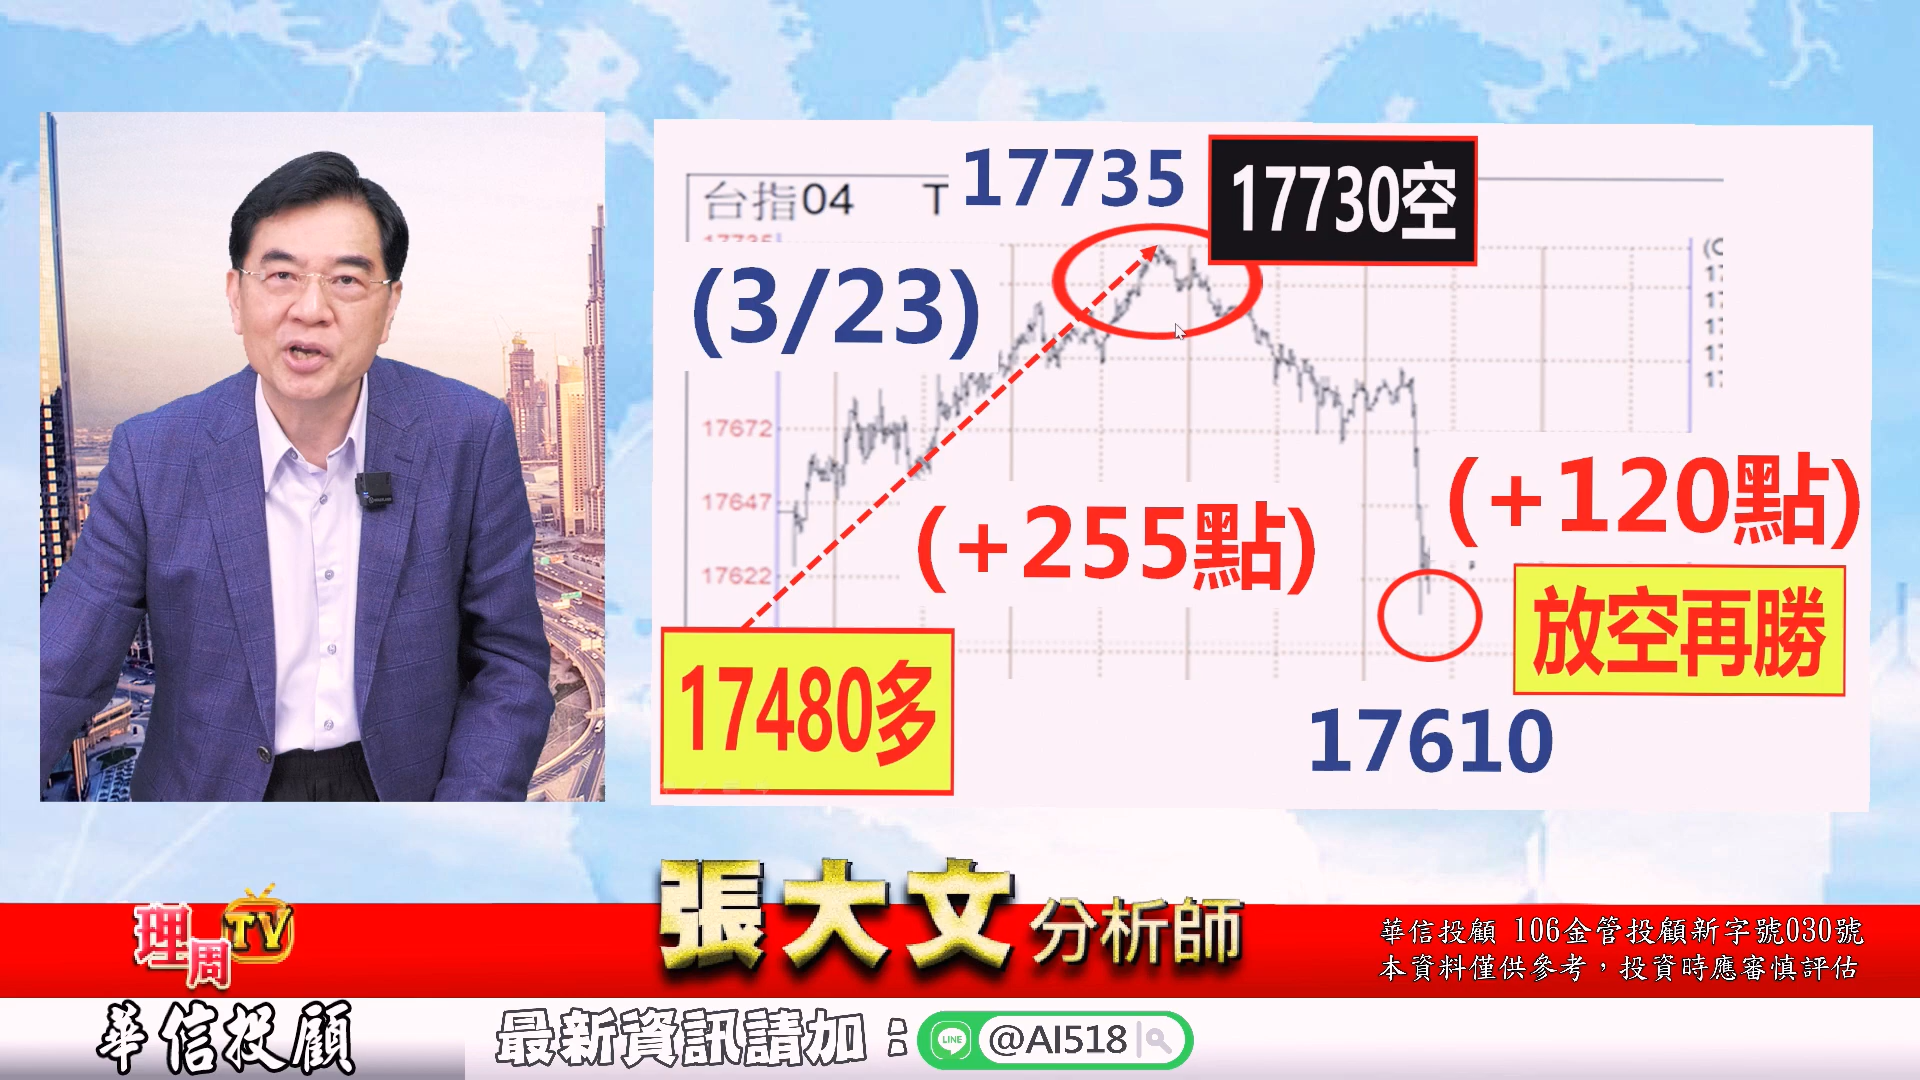 台指04 T
17735
17730空
(3/23)
17672
17647
17622
(+255點)
(+120點)
放空再勝
17480多
17610
張大文 分析師
理周TV
華信投顧 106金管投顧新字號030號
本資料僅供參考，投資時應審慎評估
華信投顧
最新資訊請加：
LINE
@AI518